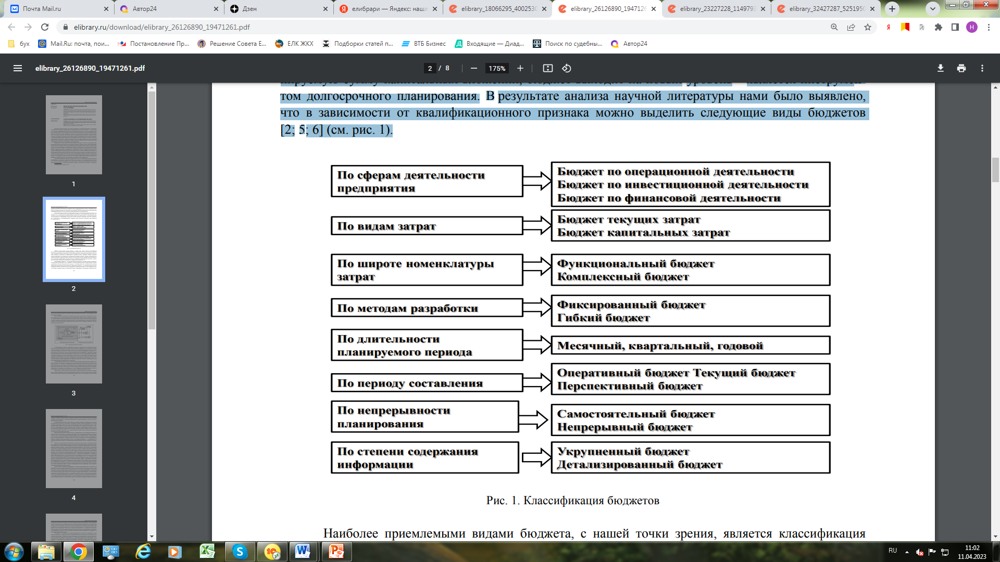 Почта Mail.ru
Автор24
Дзен
елибрари — Яндекс: нашл
elibrary_18066295_4002530
elibrary_26126890_1947126
elibrary_23227228_1149793
elibrary_32427287_5251950
elibrary.ru/download/elibrary_26126890_19471261.pdf
бух
Mail.Ru: почта, пои...
Постановление Пр...
Решение Совета Е...
ЕЛК ЖКХ
Подборки статей п...
ВТБ Бизнес
Входящие — Диад...
Поиск по судебны...
Автор24
elibrary_26126890_19471261.pdf
2 / 8
175%
том долгосрочного планирования. В результате анализа научной литературы нами было выявлено,
что в зависимости от квалификационного признака можно выделить следующие виды бюджетов
[2; 5; 6] (см. рис. 1).
По сферам деятельности
предприятия
Бюджет по операционной деятельности
Бюджет по инвестиционной деятельности
Бюджет по финансовой деятельности
По видам затрат
Бюджет текущих затрат
Бюджет капитальных затрат
По широте номенклатуры
затрат
Функциональный бюджет
Комплексный бюджет
По методам разработки
Фиксированный бюджет
Гибкий бюджет
По длительности
планируемого периода
Месячный, квартальный, годовой
По периоду составления
Оперативный бюджет Текущий бюджет
Перспективный бюджет
По непрерывности
планирования
Самостоятельный бюджет
Непрерывный бюджет
По степени содержания
информации
Укрупненный бюджет
Детализированный бюджет
Рис. 1. Классификация бюджетов
Наиболее приемлемыми видами бюджета, с нашей точки зрения, является классификация
1
2
3
4
RU
11:02
11.04.2023